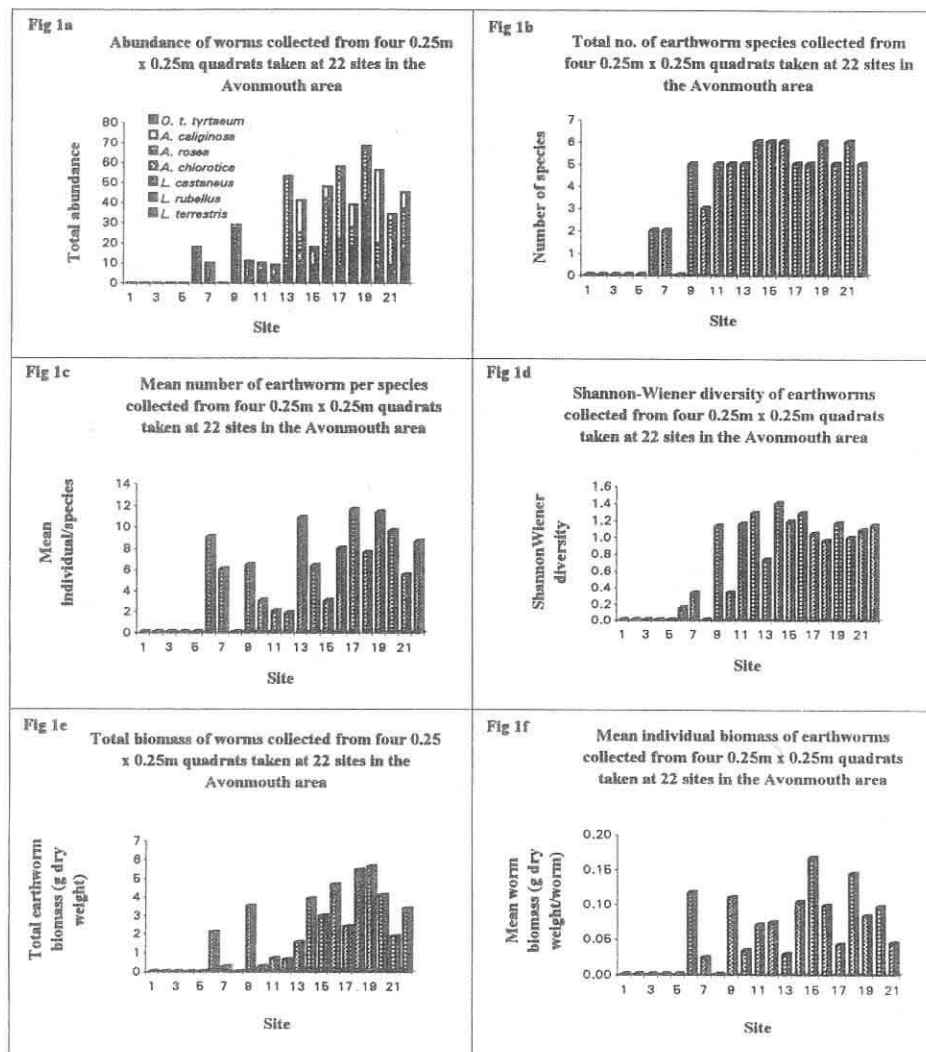 Fig 1a
Abundance of worms collected from four 0.25m
x 0.25m quadrats taken at 22 sites in the
Avonmouth area
Total abundance
80
70
60
50
40
30
20
10
0
O. t. tyrtaeum
A. caliginosa
A. rosea
A. chlorotica
L. castaneus
L. rubellus
L. terrestris
1 3 5 7 9 11 13 15 17 19 21
Site
Fig 1b
Total no. of earthworm species collected from
four 0.25m x 0.25m quadrats taken at 22 sites in
the Avonmouth area
Number of species
7
6
5
4
3
2
1
0
1 3 5 7 9 11 13 15 17 19 21
Site
Fig 1c
Mean number of earthworm per species
collected from four 0.25m x 0.25m quadrats
taken at 22 sites in the Avonmouth area
Mean
individual/species
14
12
10
8
6
4
2
0
1 3 5 7 9 11 13 15 17 19 21
Site
Fig 1d
Shannon-Wiener diversity of earthworms
collected from four 0.25m x 0.25m quadrats
taken at 22 sites in the Avonmouth area
ShannonWiener
diversity
1.6
1.4
1.2
1.0
0.8
0.6
0.4
0.2
0.0
1 3 5 7 9 11 13 15 17 19 21
Site
Fig 1e
Total biomass of worms collected from four 0.25
x 0.25m quadrats taken at 22 sites in the
Avonmouth area
Total earthworm
biomass (g dry
weight)
7
6
5
4
3
2
1
0
1 3 5 7 9 11 13 15 17 19 21
Site
Fig 1f
Mean individual biomass of earthworms
collected from four 0.25m x 0.25m quadrats
taken at 22 sites in the Avonmouth area
Mean worm
biomass (g dry
weight/worm)
0.20
0.15
0.10
0.05
0.00
1 3 5 7 9 11 13 15 17 19 21
Site